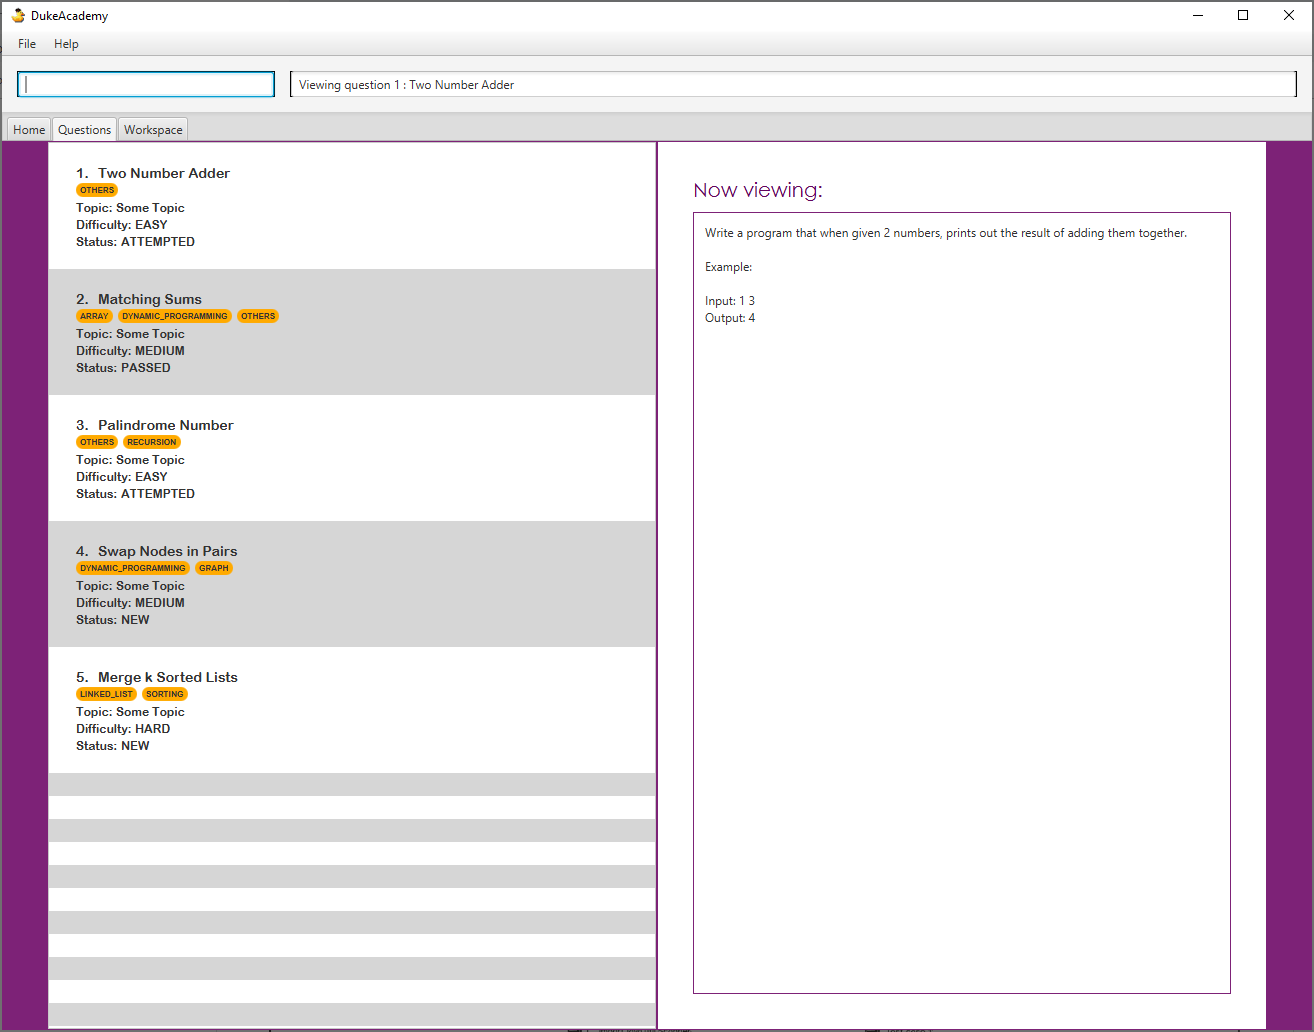 DukeAcademy
File Help
Viewing question 1 : Two Number Adder
Home Questions Workspace
1. Two Number Adder
OTHERS
Topic: Some Topic
Difficulty: EASY
Status: ATTEMPTED
2. Matching Sums
ARRAY DYNAMIC_PROGRAMMING OTHERS
Topic: Some Topic
Difficulty: MEDIUM
Status: PASSED
3. Palindrome Number
OTHERS RECURSION
Topic: Some Topic
Difficulty: EASY
Status: ATTEMPTED
4. Swap Nodes in Pairs
DYNAMIC_PROGRAMMING GRAPH
Topic: Some Topic
Difficulty: MEDIUM
Status: NEW
5. Merge k Sorted Lists
LINKED_LIST SORTING
Topic: Some Topic
Difficulty: HARD
Status: NEW
Now viewing:
Write a program that when given 2 numbers, prints out the result of adding them together.
Example:
Input: 1 3
Output: 4